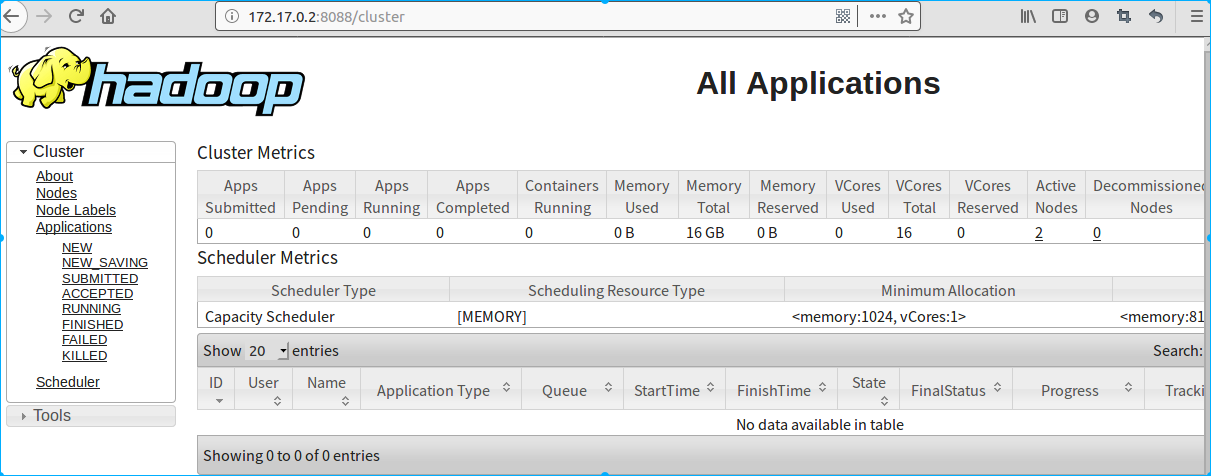 172.17.0.2:8088/cluster
hadoop
All Applications
Cluster
About
Nodes
Node Labels
Applications
NEW
NEW_SAVING
SUBMITTED
ACCEPTED
RUNNING
FINISHED
FAILED
KILLED
Scheduler
Tools
Cluster Metrics
Apps Submitted Apps Pending Apps Running Apps Completed Containers Running Memory Used Memory Total Memory Reserved VCores Used VCores Total VCores Reserved Active Nodes Decommissioned Nodes
0 0 0 0 0 0 B 16 GB 0 B 0 16 0 2 0
Scheduler Metrics
Scheduler Type Scheduling Resource Type Minimum Allocation
Capacity Scheduler [MEMORY] <memory:1024, vCores:1> <memory:81
Show 20 entries Search:
ID User Name Application Type Queue StartTime FinishTime State FinalStatus Progress Tracki
No data available in table
Showing 0 to 0 of 0 entries